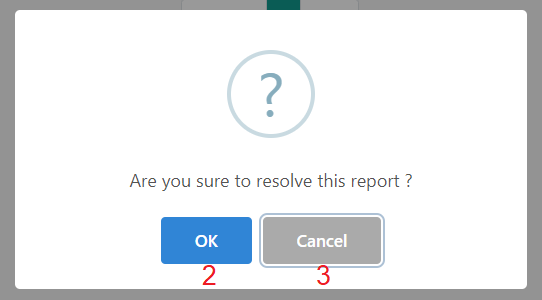 ?
Are you sure to resolve this report ?
OK Cancel
2 3